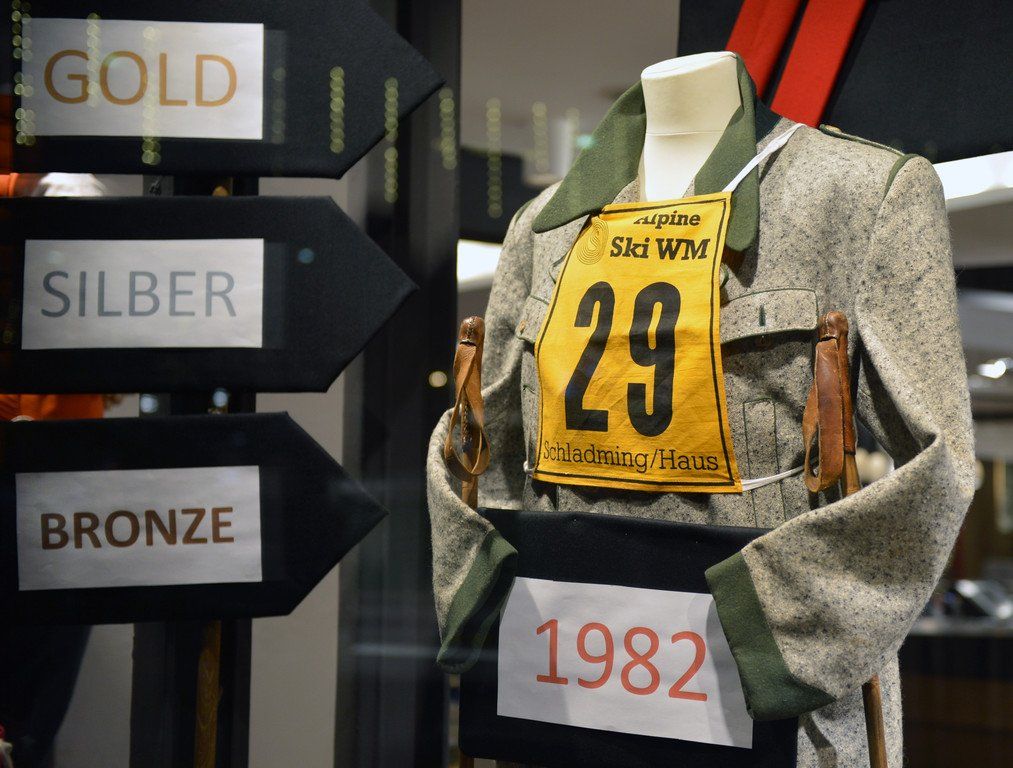 GOLD
SILBER
BRONZE
Alpine
Ski WM
29
Schladming/Haus
1982